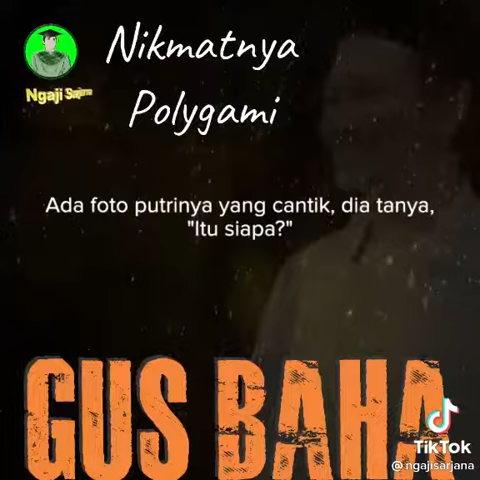 Nikmatnya
Polygami
Ngaji Sarjana
Ada foto putrinya yang cantik, dia tanya,
"Itu siapa?"
GUS BAHA
TikTok
@ngajisarjana